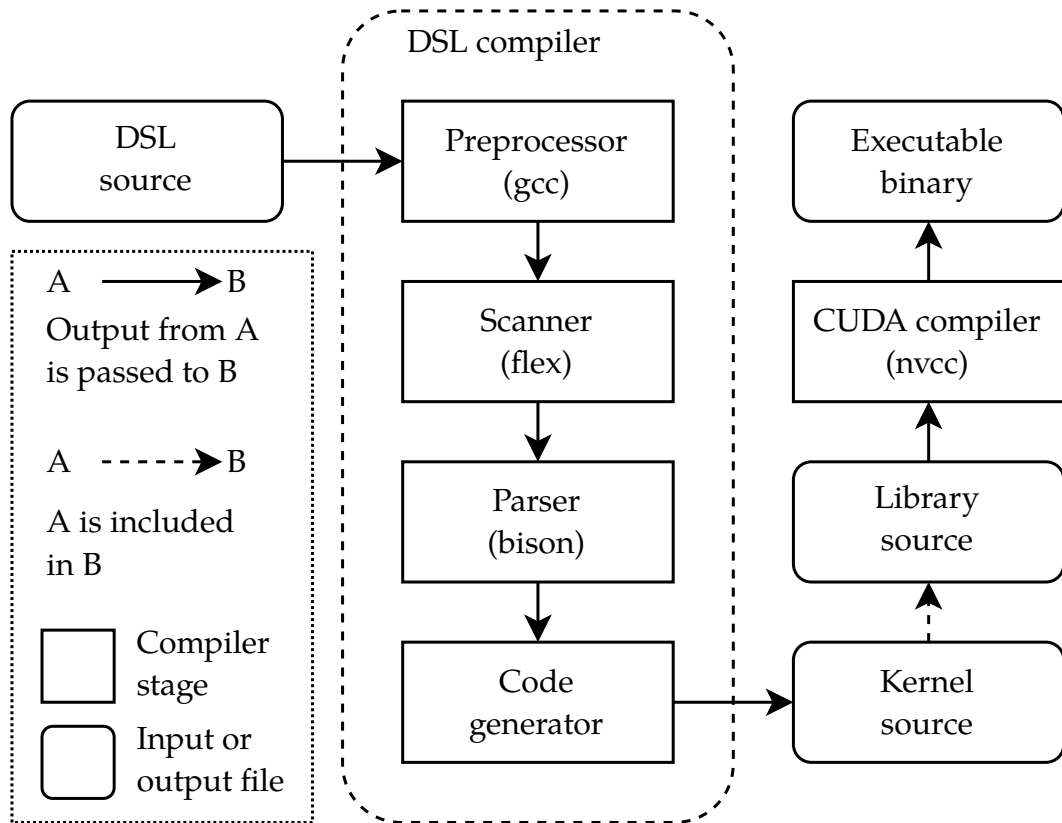 DSL compiler
DSL
source
Preprocessor
(gcc)
Executable
binary
A
B
Output from A
is passed to B
Scanner
(flex)
CUDA compiler
(nvcc)
A
B
A is included
in B
Parser
(bison)
Library
source
Compiler
stage
Input or
output file
Code
generator
Kernel
source